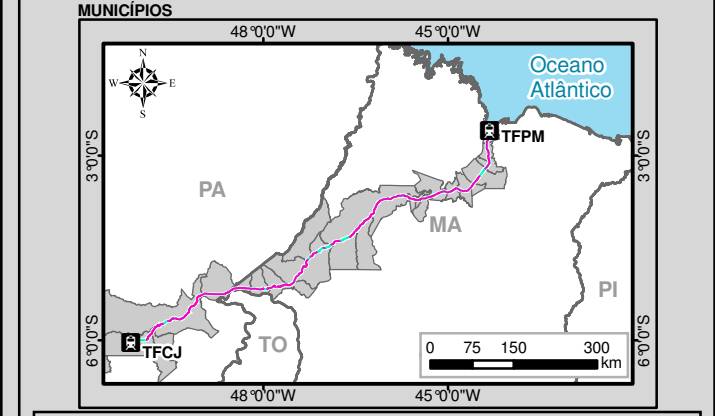 MUNICÍPIOS
48°0'0"W
45°0'0"W
N
W
E
S
Oceano
Atlântico
TFPM
3°0'0"S
3°0'0"S
PA
MA
PI
TO
TFCJ
6°0'0"S
6°0'0"S
0 75 150 300
km
48°0'0"W
45°0'0"W